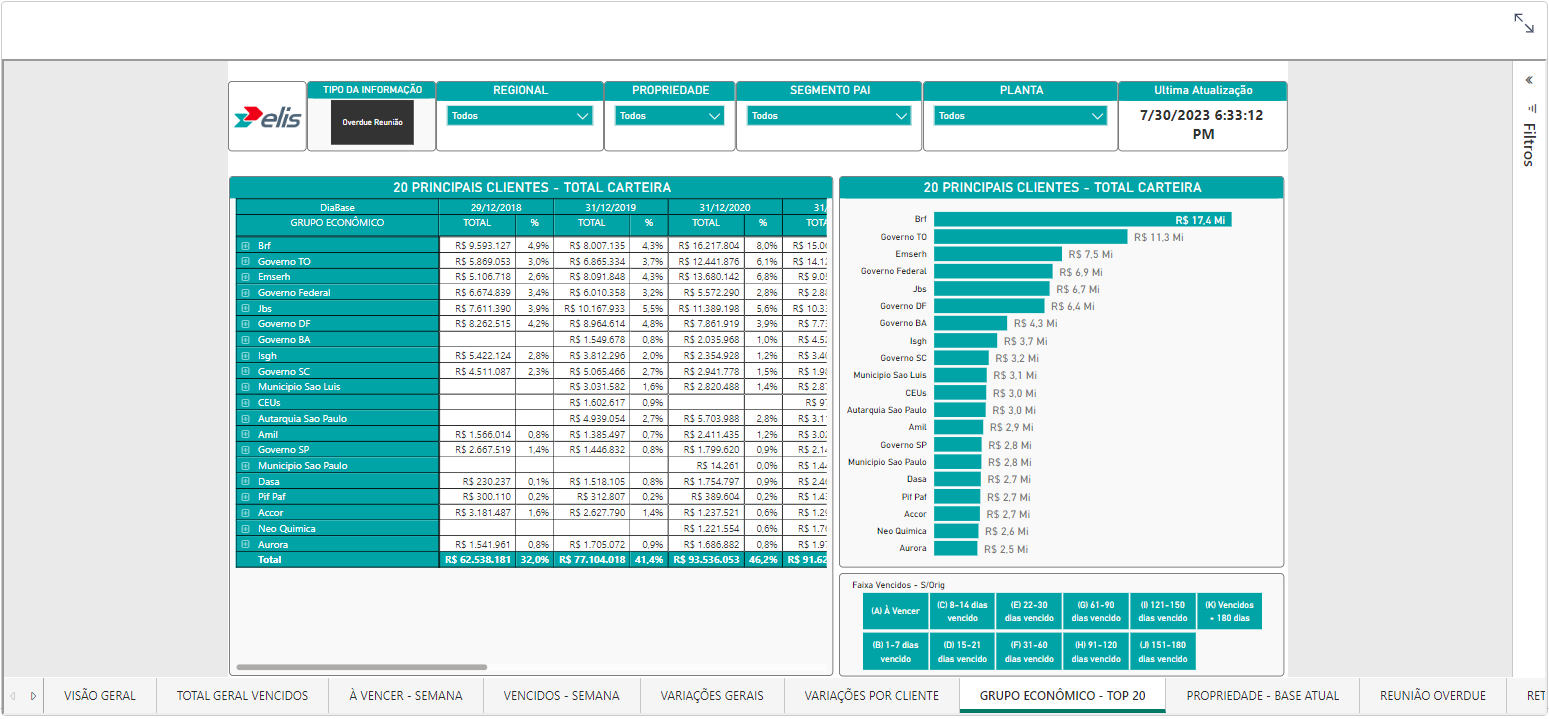 elis
TIPO DA INFORMAÇÃO
Overdue Reunião
REGIONAL
Todos
PROPRIEDADE
Todos
SEGMENTO PAI
Todos
PLANTA
Todos
Ultima Atualização
7/30/2023 6:33:12
PM
Filtros
20 PRINCIPAIS CLIENTES - TOTAL CARTEIRA
DiaBase 29/12/2018 31/12/2019 31/12/2020 31/
GRUPO ECONÔMICO TOTAL % TOTAL % TOTAL % TOTA
Brf R$ 9.593.127 4,9% R$ 8.007.135 4,3% R$ 16.217.804 8,0% R$ 15.00
Governo TO R$ 5.869.053 3,0% R$ 6.865.334 3,7% R$ 12.441.876 6,1% R$ 14.12
Emserh R$ 5.106.718 2,6% R$ 8.091.848 4,3% R$ 13.680.142 6,8% R$ 9.05
Governo Federal R$ 6.674.839 3,4% R$ 6.010.358 3,2% R$ 5.572.290 2,8% R$ 2.88
Jbs R$ 7.611.390 3,9% R$ 10.167.933 5,5% R$ 11.389.198 5,6% R$ 10.33
Governo DF R$ 8.262.515 4,2% R$ 8.964.614 4,8% R$ 7.861.919 3,9% R$ 7.73
Governo BA R$ 1.549.678 0,8% R$ 2.035.968 1,0% R$ 4.52
Isgh R$ 5.422.124 2,8% R$ 3.812.296 2,0% R$ 2.354.928 1,2% R$ 3.40
Governo SC R$ 4.511.087 2,3% R$ 5.065.466 2,7% R$ 2.941.778 1,5% R$ 1.98
Municipio Sao Luis R$ 3.031.582 1,6% R$ 2.820.488 1,4% R$ 2.87
CEUs R$ 1.602.617 0,9% R$ 97
Autarquia Sao Paulo R$ 4.939.054 2,7% R$ 5.703.988 2,8% R$ 3.11
Amil R$ 1.566.014 0,8% R$ 1.385.497 0,7% R$ 2.411.435 1,2% R$ 3.02
Governo SP R$ 2.667.519 1,4% R$ 1.446.832 0,8% R$ 1.799.620 0,9% R$ 2.14
Municipio Sao Paulo R$ 14.261 0,0% R$ 1.44
Dasa R$ 230.237 0,1% R$ 1.518.105 0,8% R$ 1.754.797 0,9% R$ 2.46
Pif Paf R$ 300.110 0,2% R$ 312.807 0,2% R$ 389.604 0,2% R$ 1.43
Accor R$ 3.181.487 1,6% R$ 2.627.790 1,4% R$ 1.237.521 0,6% R$ 1.29
Neo Quimica R$ 1.221.554 0,6% R$ 1.76
Aurora R$ 1.541.961 0,8% R$ 1.705.072 0,9% R$ 1.686.882 0,8% R$ 1.97
Total R$ 62.538.181 32,0% R$ 77.104.018 41,4% R$ 93.536.053 46,2% R$ 91.62
20 PRINCIPAIS CLIENTES - TOTAL CARTEIRA
Brf R$ 17,4 Mi
Governo TO R$ 11,3 Mi
Emserh R$ 7,5 Mi
Governo Federal R$ 6,9 Mi
Jbs R$ 6,7 Mi
Governo DF R$ 6,4 Mi
Governo BA R$ 4,3 Mi
Isgh R$ 3,7 Mi
Governo SC R$ 3,2 Mi
Municipio Sao Luis R$ 3,1 Mi
CEUs R$ 3,0 Mi
Autarquia Sao Paulo R$ 3,0 Mi
Amil R$ 2,9 Mi
Governo SP R$ 2,8 Mi
Municipio Sao Paulo R$ 2,8 Mi
Dasa R$ 2,7 Mi
Pif Paf R$ 2,7 Mi
Accor R$ 2,7 Mi
Neo Quimica R$ 2,6 Mi
Aurora R$ 2,5 Mi
Faixa Vencidos - S/Orig
(A) À Vencer
(C) 8-14 dias
vencido
(E) 22-30
dias vencido
(G) 61-90
dias vencido
(I) 121-150
dias vencido
(K) Vencidos
+ 180 dias
(B) 1-7 dias
vencido
(D) 15-21
dias vencido
(F) 31-60
dias vencido
(H) 91-120
dias vencido
(J) 151-180
dias vencido
VISÃO GERAL
TOTAL GERAL VENCIDOS
À VENCER - SEMANA
VENCIDOS - SEMANA
VARIAÇÕES GERAIS
VARIAÇÕES POR CLIENTE
GRUPO ECONÔMICO - TOP 20
PROPRIEDADE - BASE ATUAL
REUNIÃO OVERDUE
RET